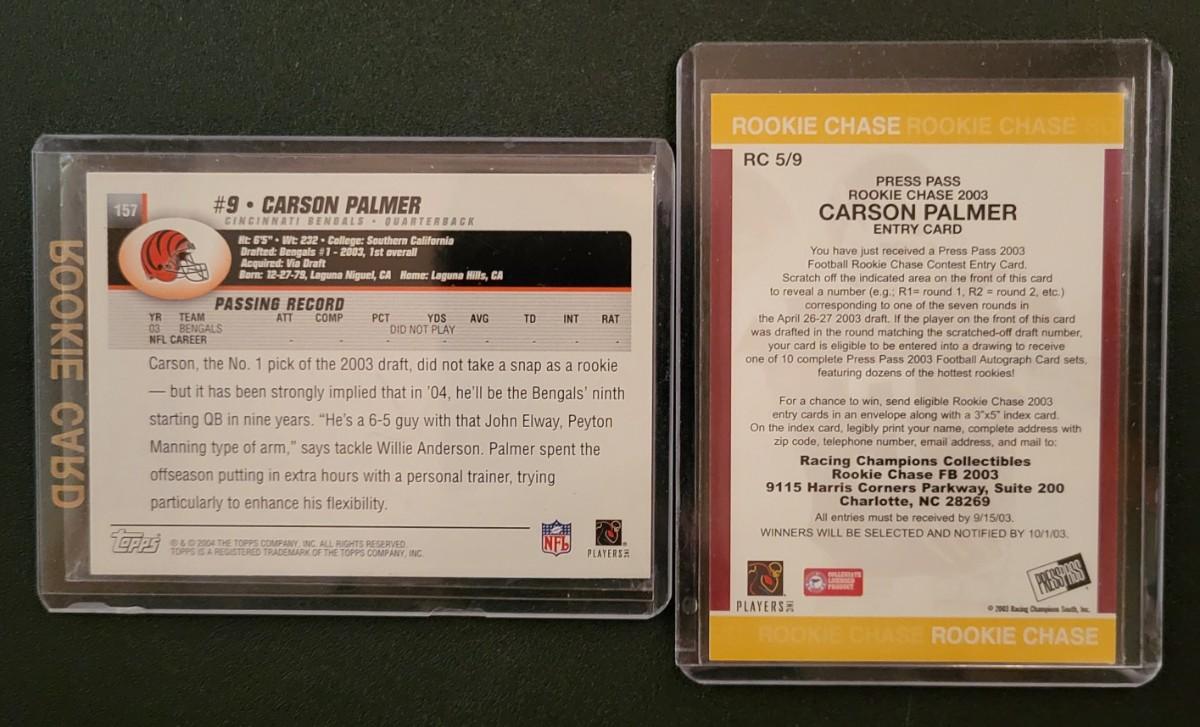 ROOKIE CARD
157
#9 • CARSON PALMER
CINCINNATI BENGALS • QUARTERBACK
Ht: 6'5" • Wt: 232 • College: Southern California
Drafted: Bengals #1 - 2003, 1st overall
Acquired: Via Draft
Born: 12-27-79, Laguna Niguel, CA Home: Laguna Hills, CA
PASSING RECORD
YR TEAM ATT COMP PCT YDS AVG TD INT RAT
03 BENGALS DID NOT PLAY
NFL CAREER - - - - - - - -
Carson, the No. 1 pick of the 2003 draft, did not take a snap as a rookie
— but it has been strongly implied that in '04, he'll be the Bengals' ninth
starting QB in nine years. "He's a 6-5 guy with that John Elway, Peyton
Manning type of arm," says tackle Willie Anderson. Palmer spent the
offseason putting in extra hours with a personal trainer, trying
particularly to enhance his flexibility.
Topps
® & © 2004 THE TOPPS COMPANY, INC. ALL RIGHTS RESERVED.
TOPPS IS A REGISTERED TRADEMARK OF THE TOPPS COMPANY, INC.
NFL
PLAYERS INC
ROOKIE CHASE ROOKIE CHASE RO
RC 5/9
PRESS PASS
ROOKIE CHASE 2003
CARSON PALMER
ENTRY CARD
You have just received a Press Pass 2003
Football Rookie Chase Contest Entry Card.
Scratch off the indicated area on the front of this card
to reveal a number (e.g.; R1= round 1, R2 = round 2, etc.)
corresponding to one of the seven rounds in
the April 26-27 2003 draft. If the player on the front of this card
was drafted in the round matching the scratched-off draft number,
your card is eligible to be entered into a drawing to receive
one of 10 complete Press Pass 2003 Football Autograph Card sets,
featuring dozens of the hottest rookies!
For a chance to win, send eligible Rookie Chase 2003
entry cards in an envelope along with a 3"x5" index card.
On the index card, legibly print your name, complete address with
zip code, telephone number, email address, and mail to:
Racing Champions Collectibles
Rookie Chase FB 2003
9115 Harris Corners Parkway, Suite 200
Charlotte, NC 28269
All entries must be received by 9/15/03.
WINNERS WILL BE SELECTED AND NOTIFIED BY 10/1/03.
PLAYERS INC
COLLEGIATE
LICENSED
PRODUCT
PRESS PASS
© 2003 Racing Champions South, Inc.
ROOKIE CHASE ROOKIE CHASE